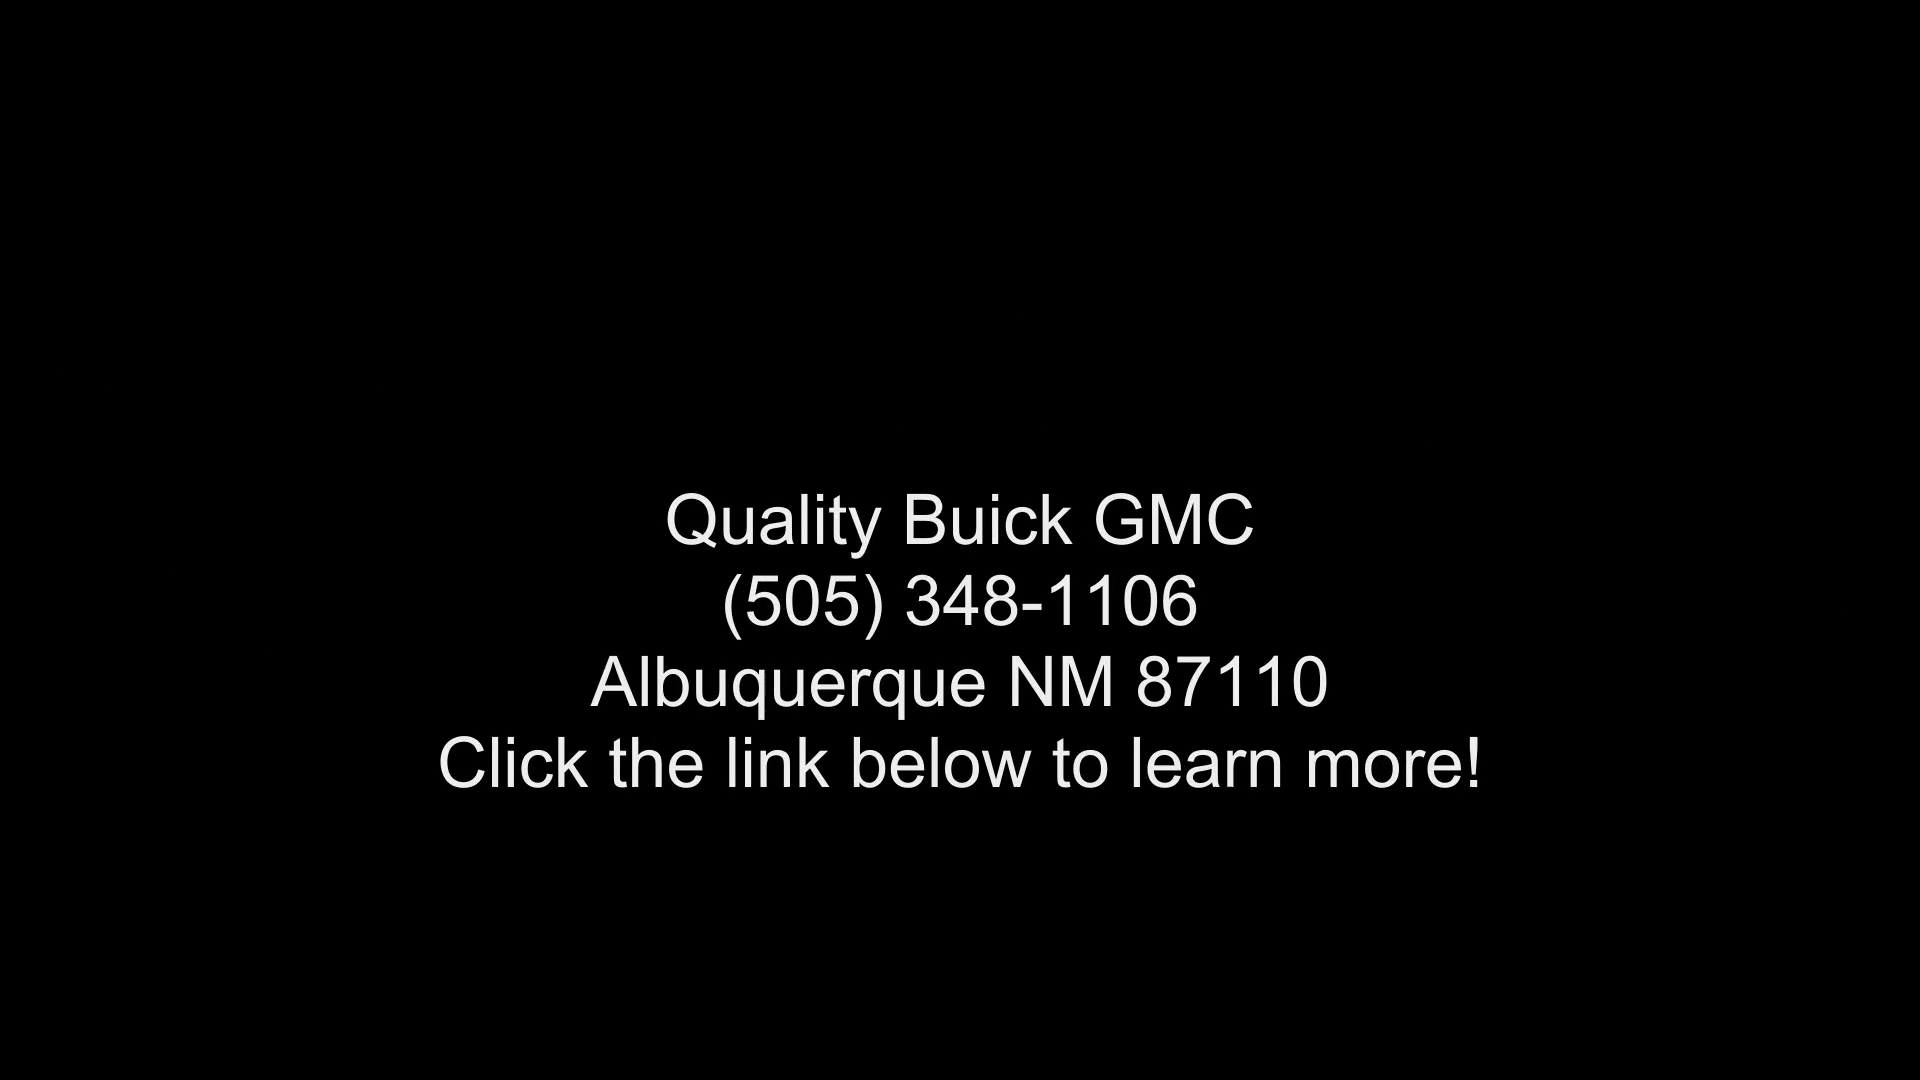 Quality Buick GMC
(505) 348-1106
Albuquerque NM 87110
Click the link below to learn more!